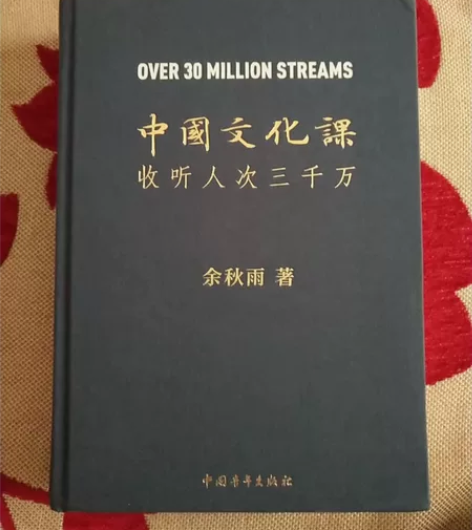 OVER 30 MILLION STREAMS
中國文化課
收听人次三千万
余秋雨 著
中国青年出版社